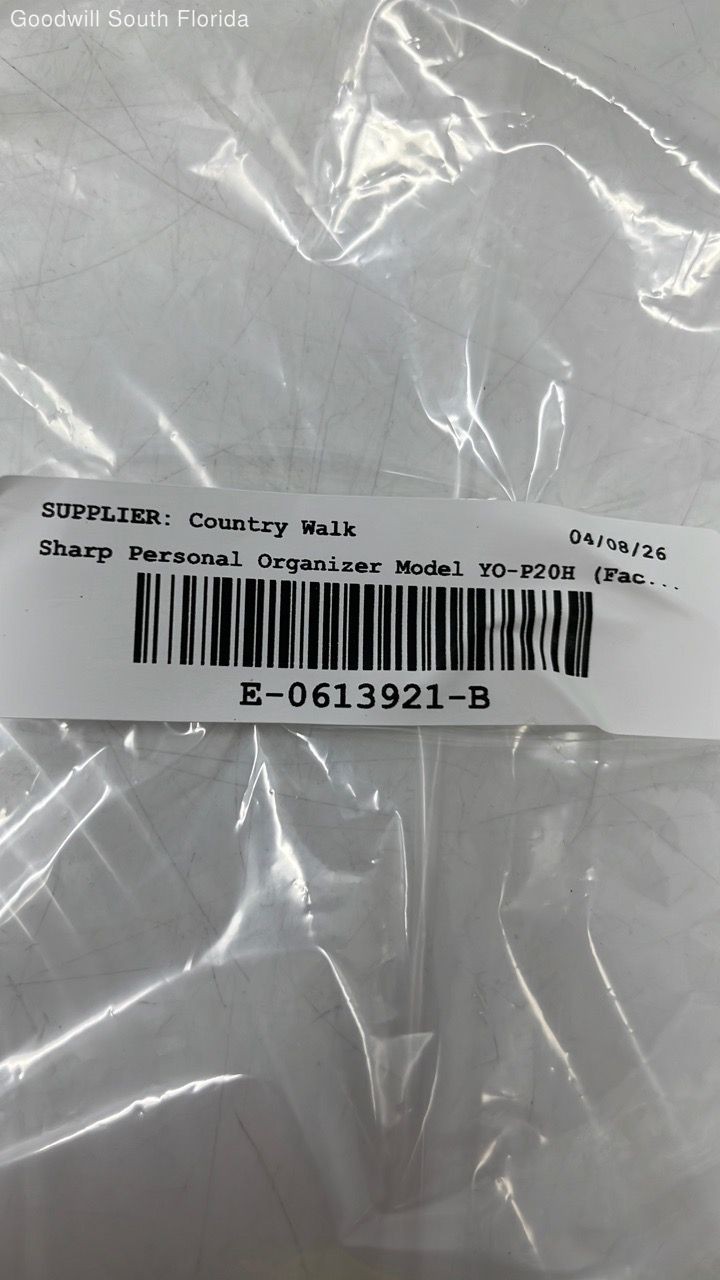 Goodwill South Florida
SUPPLIER: Country Walk
04/08/26
Sharp Personal Organizer Model YO-P20H (Fac...
E-0613921-B